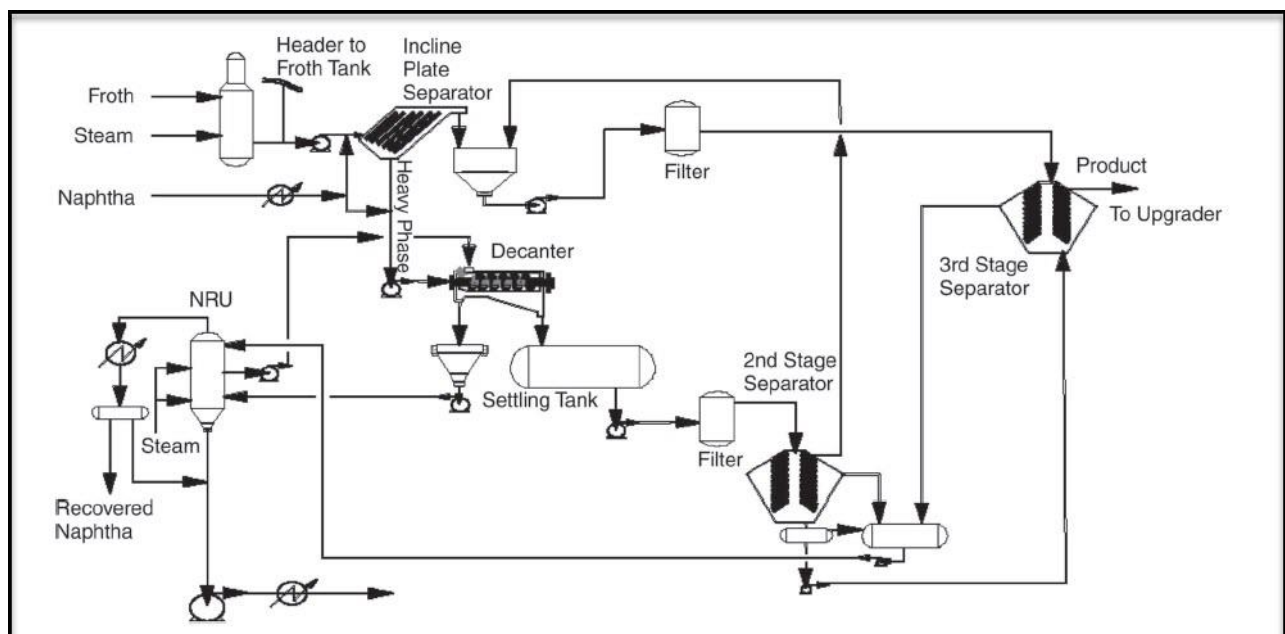 Header to
Froth Tank
Incline
Plate
Separator
Froth
Steam
Naphtha
Heavy Phase
Filter
Product
To Upgrader
3rd Stage
Separator
Decanter
NRU
2nd Stage
Separator
Settling Tank
Filter
Steam
Recovered
Naphtha